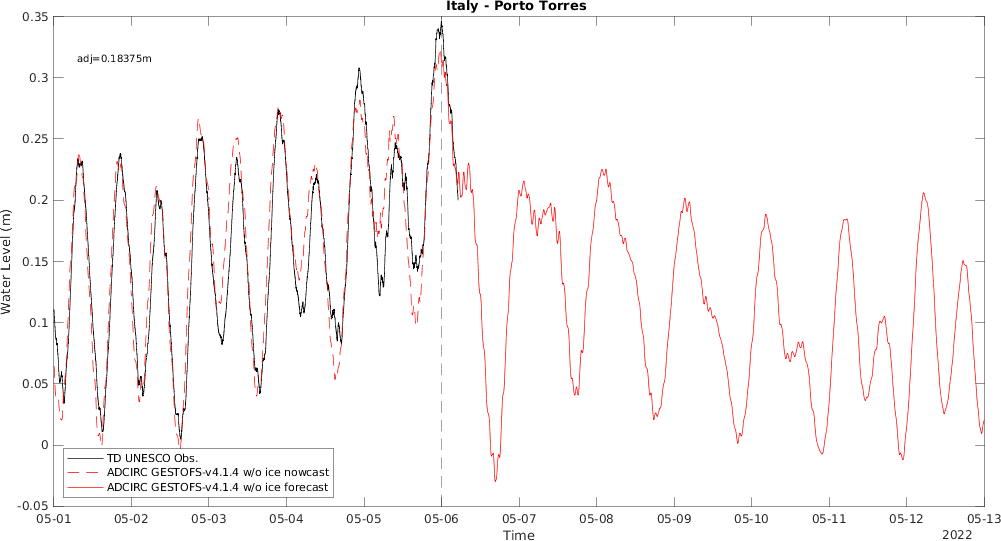 Italy - Porto Torres
adj=0.18375m
Water Level (m)
0.35
0.3
0.25
0.2
0.15
0.1
0.05
0
-0.05
TD UNESCO Obs.
ADCIRC GESTOFS-v4.1.4 w/o ice nowcast
ADCIRC GESTOFS-v4.1.4 w/o ice forecast
05-01 05-02 05-03 05-04 05-05 05-06 05-07 05-08 05-09 05-10 05-11 05-12 05-13
Time
2022